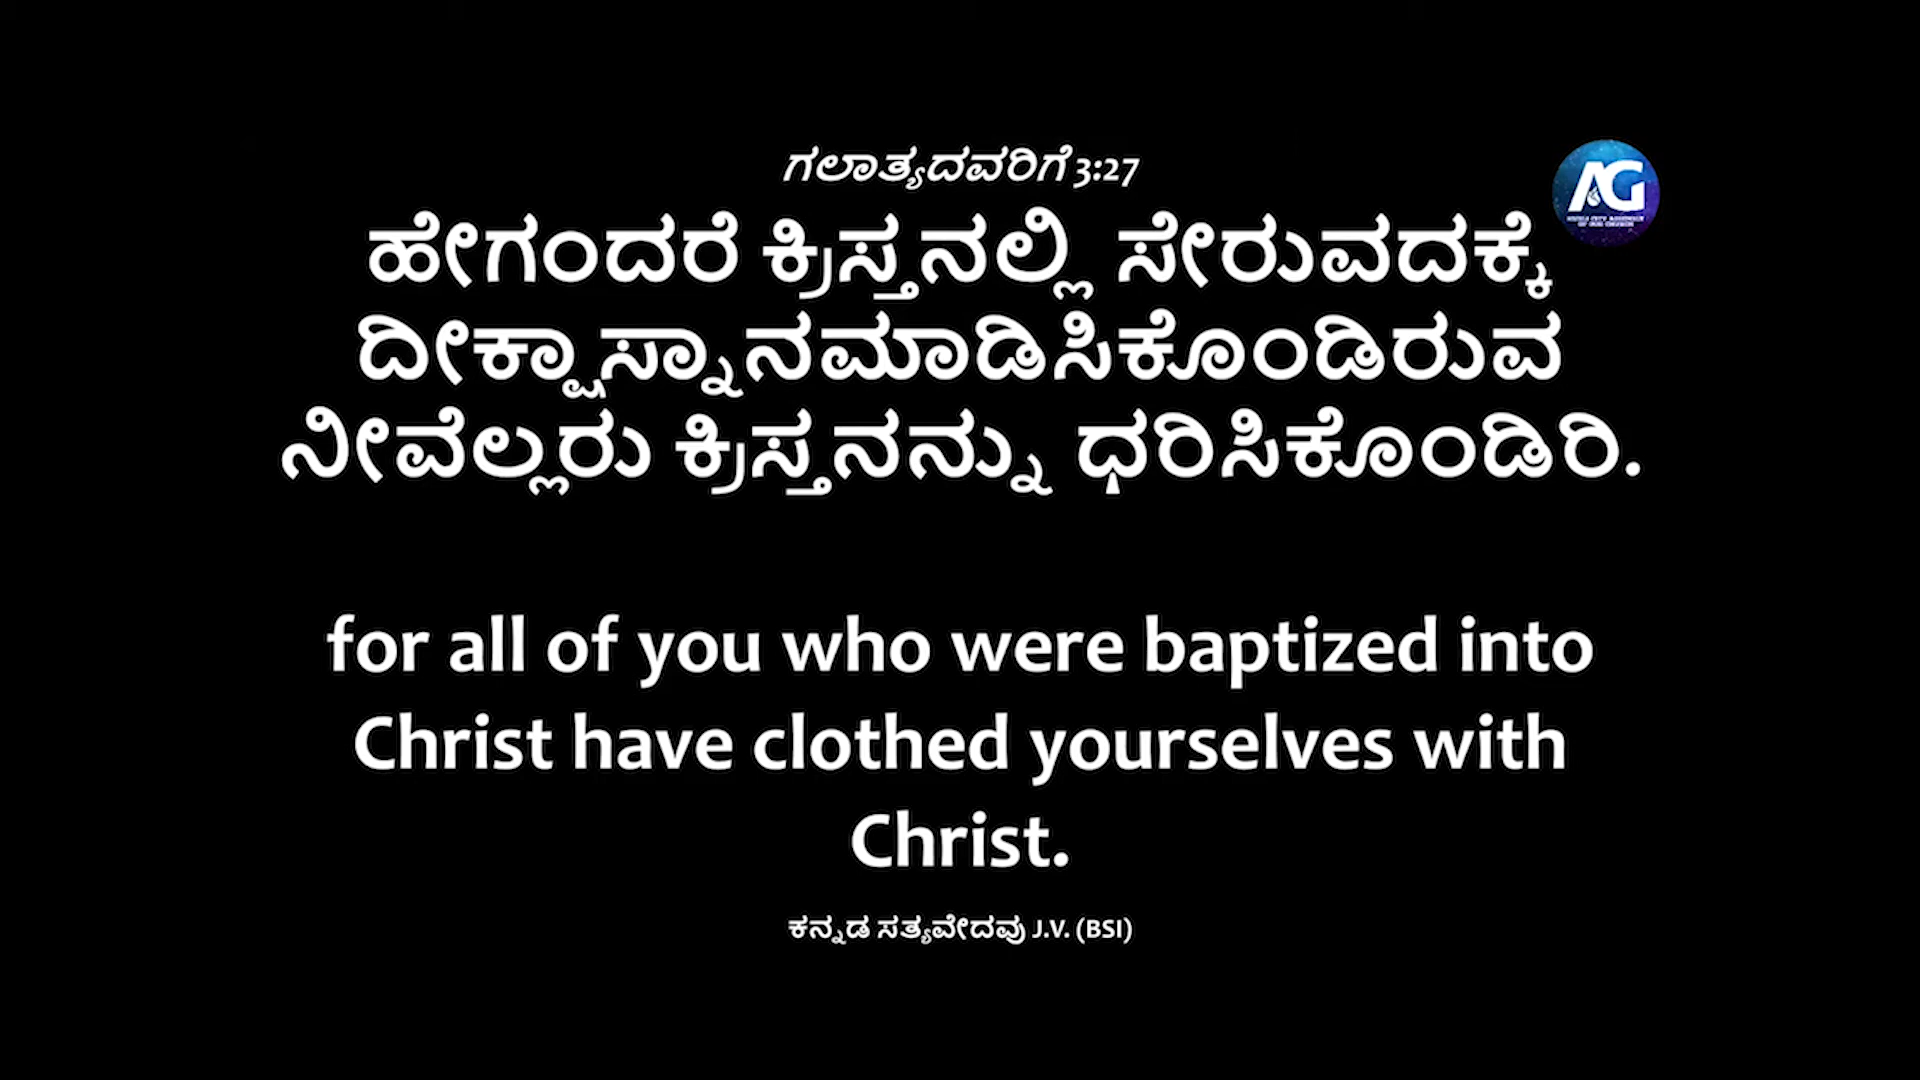 ಗಲಾತ್ಯದವರಿಗೆ 3:27
AG
ಹೇಗಂದರೆ ಕ್ರಿಸ್ತನಲ್ಲಿ ಸೇರುವದಕ್ಕೆ
ದೀಕ್ಷಾಸ್ನಾನಮಾಡಿಸಿಕೊಂಡಿರುವ
ನೀವೆಲ್ಲರು ಕ್ರಿಸ್ತನನ್ನು ಧರಿಸಿಕೊಂಡಿರಿ.
for all of you who were baptized into
Christ have clothed yourselves with
Christ.
ಕನ್ನಡ ಸತ್ಯವೇದವು J.V. (BSI)